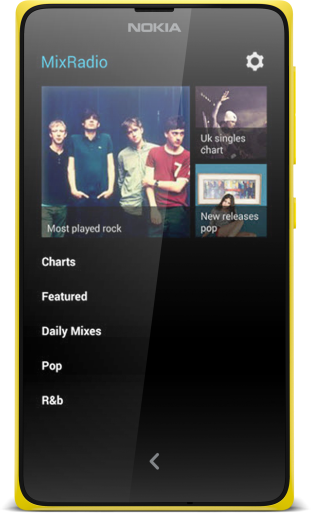 NOKIA
MixRadio
Most played rock
Uk singles
chart
New releases
pop
Charts
Featured
Daily Mixes
Pop
R&b